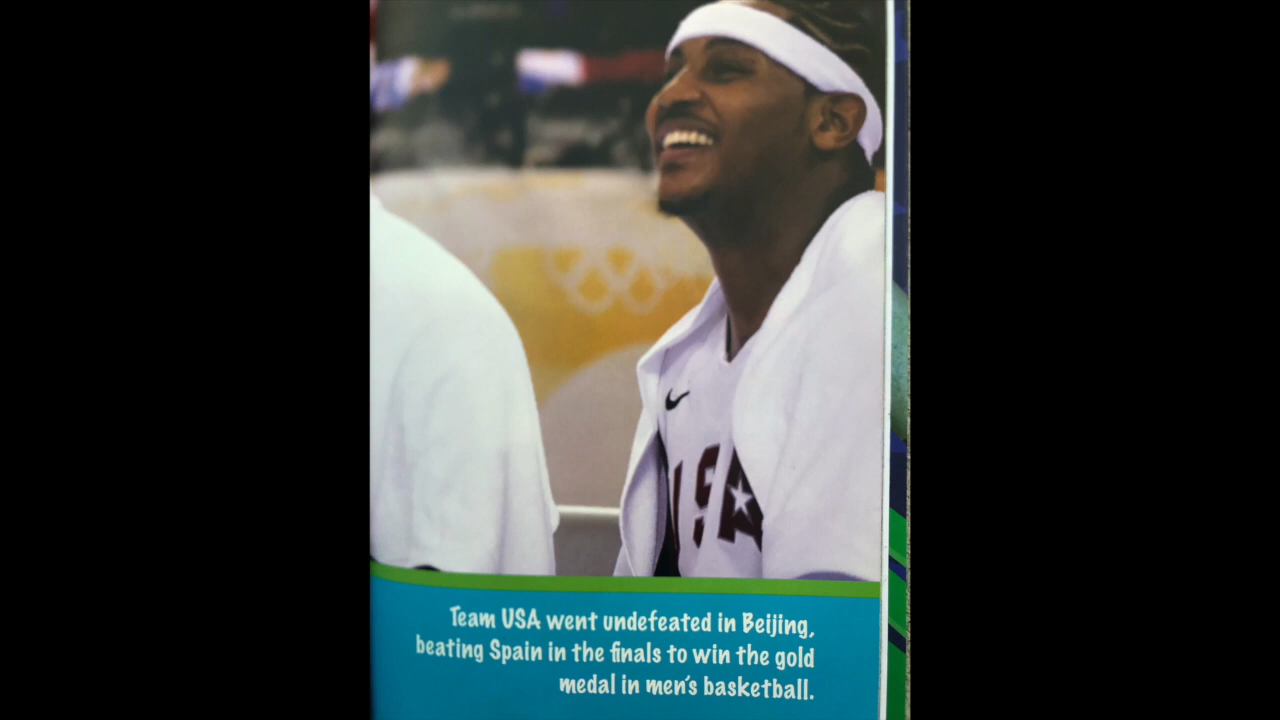 USA
Team USA went undefeated in Beijing,
beating Spain in the finals to win the gold
medal in men's basketball.